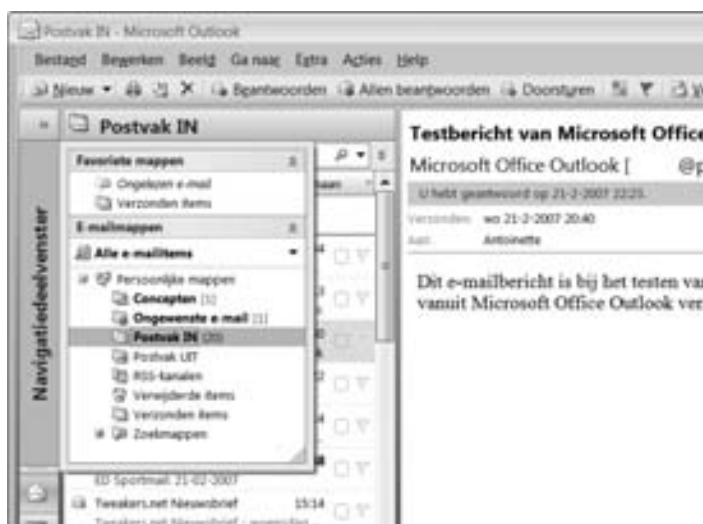 Postvak IN - Microsoft Outlook
Bestand Bewerken Beeld Ga naar Extra Acties Help
Nieuw Beantwoorden Allen beantwoorden Doorsturen
Postvak IN
Navigatiedeelvenster
Favoriete mappen
Ongelezen e-mail
Verzonden items
E-mailmappen
Alle e-mailitems
Persoonlijke mappen
Concepten [1]
Ongewenste e-mail [1]
Postvak IN (20)
Postvak UIT
RSS-kanalen
Verwijderde items
Verzonden items
Zoekmappen
ED Sportmail: 21-02-2007
Tweakers.net Nieuwsbrief 15:14
Tweakers.net Nieuwsbrief -
Testbericht van Microsoft Office
Microsoft Office Outlook [ @p
U hebt geantwoord op 21-2-2007 22:25.
Verzonden: wo 21-2-2007 20:40
Aan: Antoinette
Dit e-mailbericht is bij het testen va
vanuit Microsoft Office Outlook ver